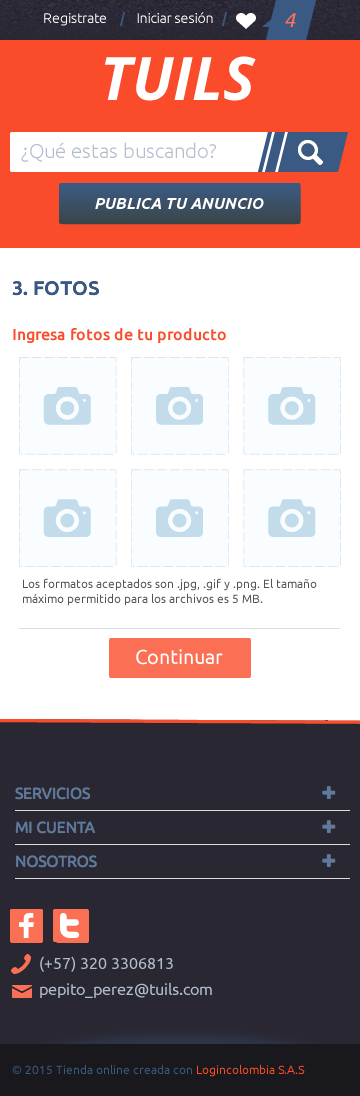 Registrate / Iniciar sesión / 4
TUILS
¿Qué estas buscando?
PUBLICA TU ANUNCIO
3. FOTOS
Ingresa fotos de tu producto
Los formatos aceptados son .jpg, .gif y .png. El tamaño
máximo permitido para los archivos es 5 MB.
Continuar
SERVICIOS
MI CUENTA
NOSOTROS
(+57) 320 3306813
pepito_perez@tuils.com
© 2015 Tienda online creada con Logincolombia S.A.S